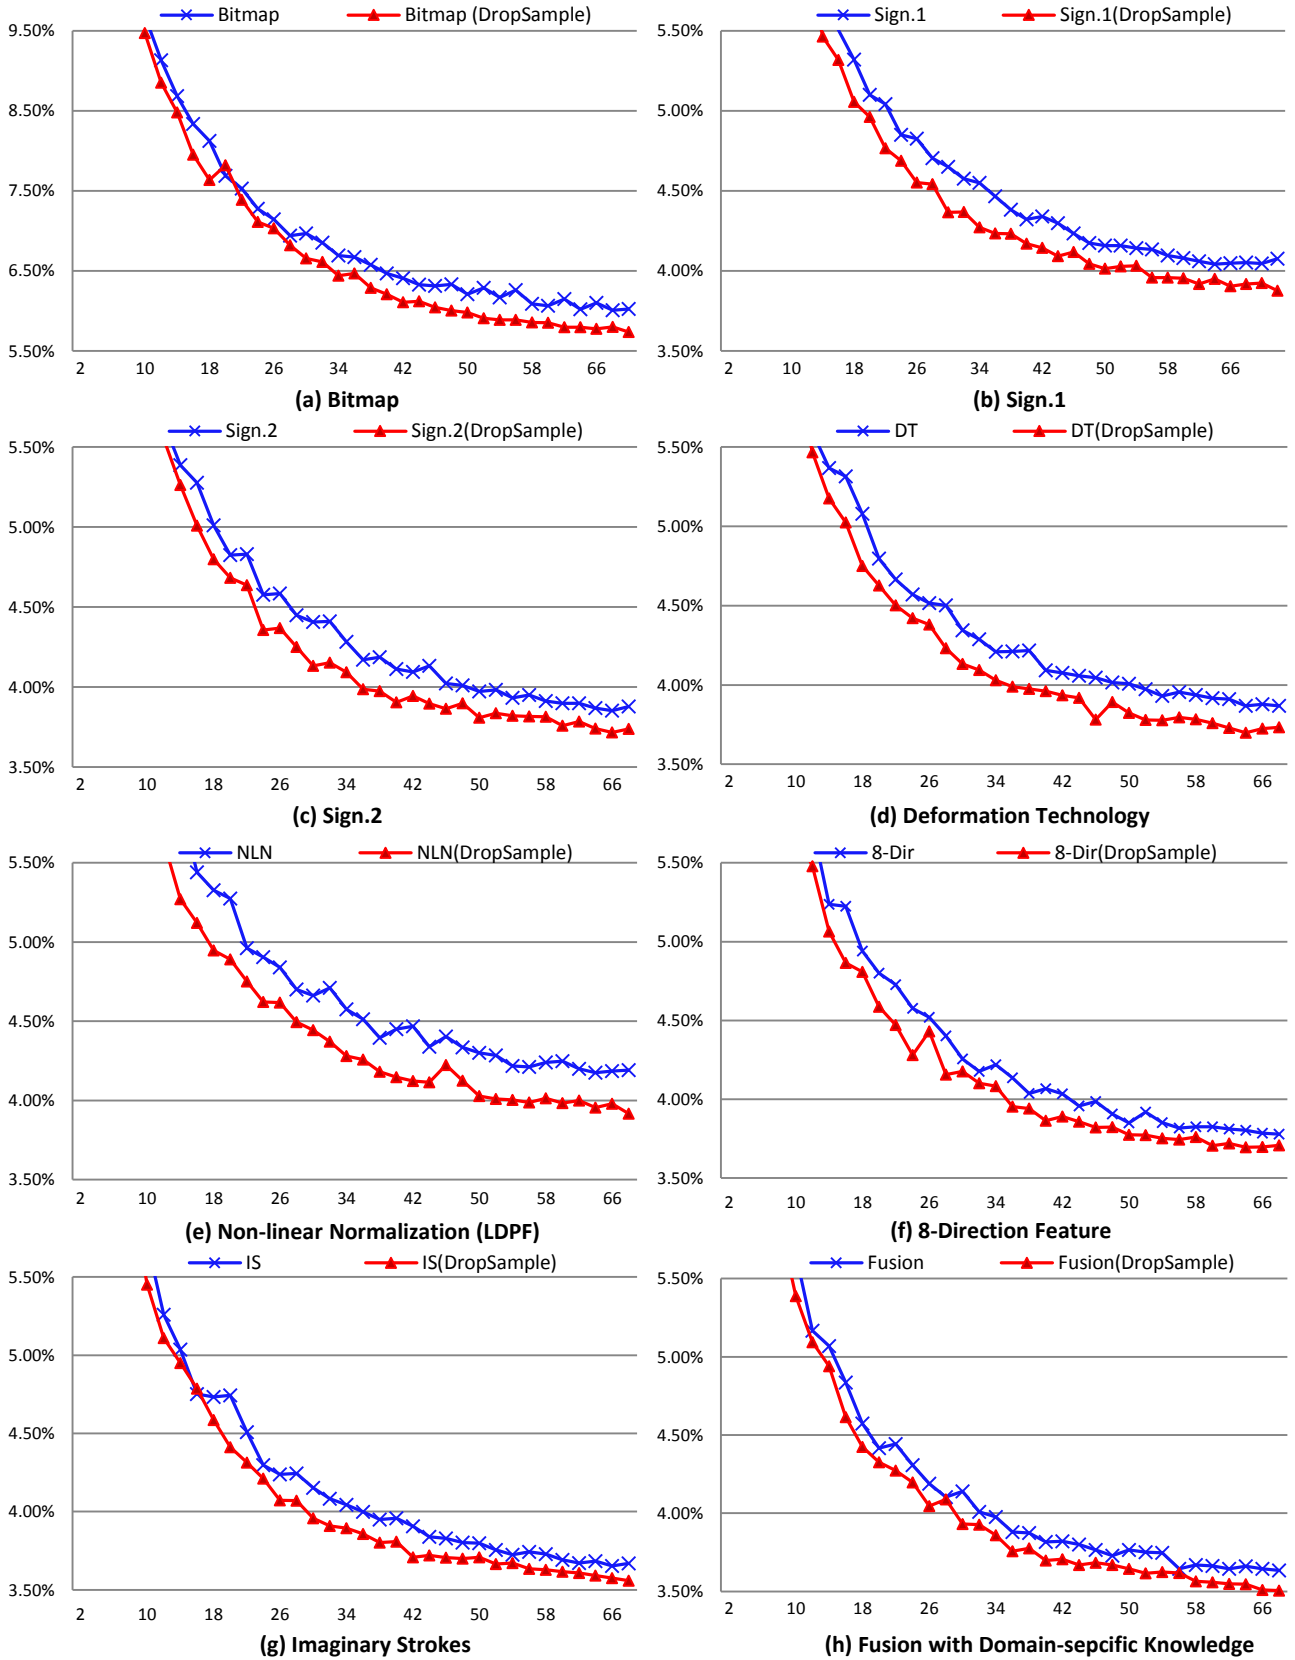 Bitmap Bitmap (DropSample)
9.50%
8.50%
7.50%
6.50%
5.50%
2 10 18 26 34 42 50 58 66
(a) Bitmap
Sign.1 Sign.1(DropSample)
5.50%
5.00%
4.50%
4.00%
3.50%
2 10 18 26 34 42 50 58 66
(b) Sign.1
Sign.2 Sign.2(DropSample)
5.50%
5.00%
4.50%
4.00%
3.50%
2 10 18 26 34 42 50 58 66
(c) Sign.2
DT DT(DropSample)
5.50%
5.00%
4.50%
4.00%
3.50%
2 10 18 26 34 42 50 58 66
(d) Deformation Technology
NLN NLN(DropSample)
5.50%
5.00%
4.50%
4.00%
3.50%
2 10 18 26 34 42 50 58 66
(e) Non-linear Normalization (LDPF)
8-Dir 8-Dir(DropSample)
5.50%
5.00%
4.50%
4.00%
3.50%
2 10 18 26 34 42 50 58 66
(f) 8-Direction Feature
IS IS(DropSample)
5.50%
5.00%
4.50%
4.00%
3.50%
2 10 18 26 34 42 50 58 66
(g) Imaginary Strokes
Fusion Fusion(DropSample)
5.50%
5.00%
4.50%
4.00%
3.50%
2 10 18 26 34 42 50 58 66
(h) Fusion with Domain-sepcific Knowledge